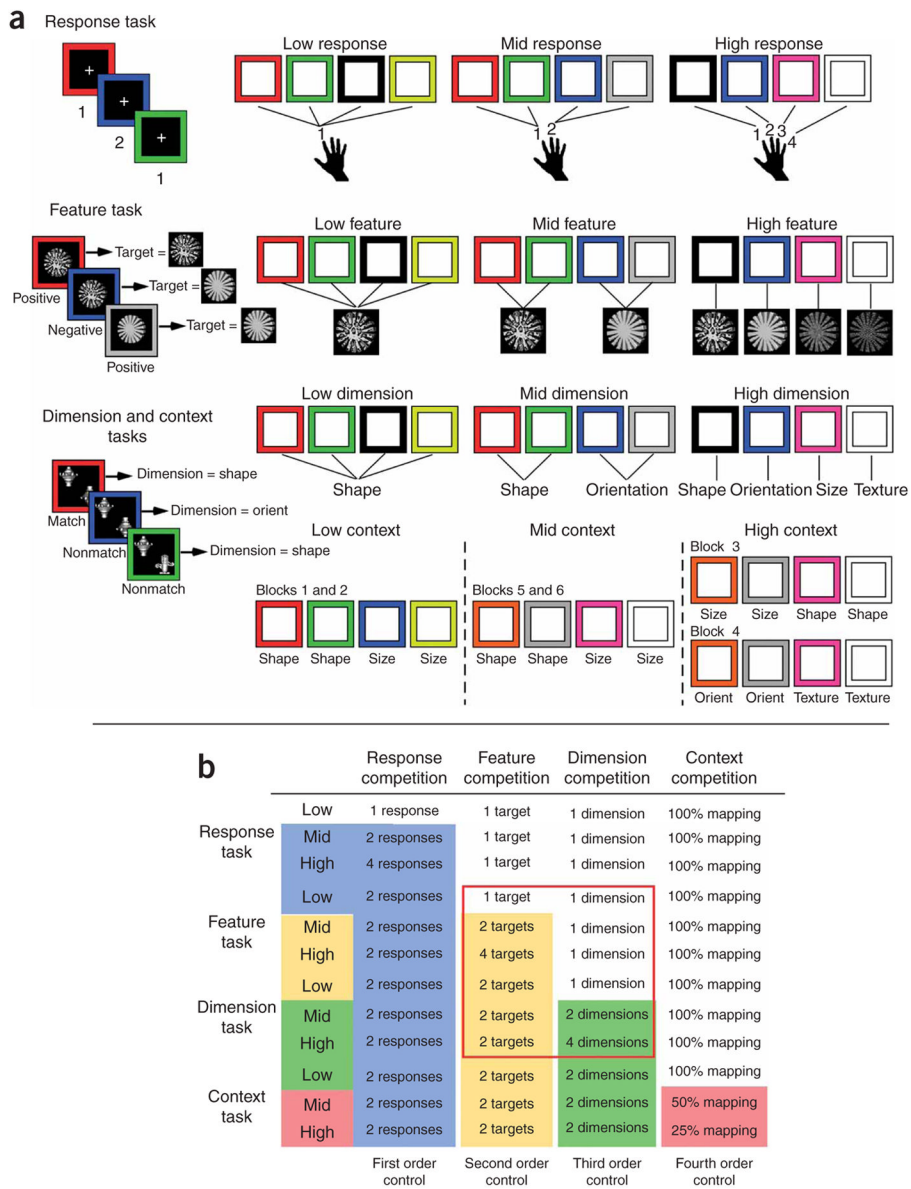 a
Response task
1
2
1
Low response
1
Mid response
1 2
High response
1 2 3 4
Feature task
Target =
Positive
Target =
Negative
Target =
Positive
Low feature
Mid feature
High feature
Dimension and context
tasks
Dimension = shape
Match
Dimension = orient
Nonmatch
Dimension = shape
Nonmatch
Low dimension
Shape
Mid dimension
Shape Orientation
High dimension
Shape Orientation Size Texture
Low context
Blocks 1 and 2
Shape Shape Size Size
Mid context
Blocks 5 and 6
Shape Shape Size Size
High context
Block 3
Size Size Shape Shape
Block 4
Orient Orient Texture Texture
b
Response competition Feature competition Dimension competition Context competition
Response task
Low 1 response 1 target 1 dimension 100% mapping
Mid 2 responses 1 target 1 dimension 100% mapping
High 4 responses 1 target 1 dimension 100% mapping
Feature task
Low 2 responses 1 target 1 dimension 100% mapping
Mid 2 responses 2 targets 1 dimension 100% mapping
High 2 responses 4 targets 1 dimension 100% mapping
Dimension task
Low 2 responses 2 targets 1 dimension 100% mapping
Mid 2 responses 2 targets 2 dimensions 100% mapping
High 2 responses 2 targets 4 dimensions 100% mapping
Context task
Low 2 responses 2 targets 2 dimensions 100% mapping
Mid 2 responses 2 targets 2 dimensions 50% mapping
High 2 responses 2 targets 2 dimensions 25% mapping
First order control Second order control Third order control Fourth order control